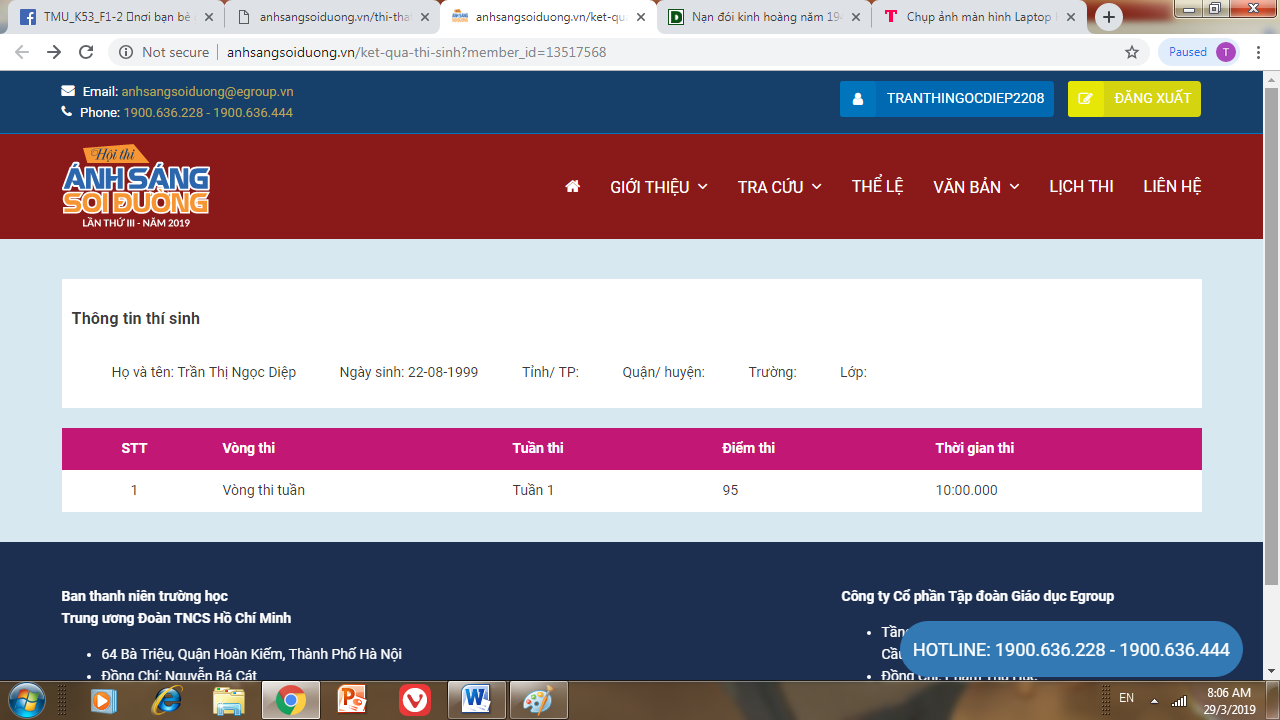 TMU_K53_F1-2 nơi bạn bè
anhsangsoiduong.vn/thi-that
anhsangsoiduong.vn/ket-qu
Nạn đói kinh hoàng năm 19
Chụp ảnh màn hình Laptop
Not secure | anhsangsoiduong.vn/ket-qua-thi-sinh?member_id=13517568
Paused T
Email: anhsangsoiduong@egroup.vn
Phone: 1900.636.228 - 1900.636.444
TRANTHINGOCDIEP2208
ĐĂNG XUẤT
Hội thi
ÁNH SÁNG
SOI ĐƯỜNG
LẦN THỨ III - NĂM 2019
GIỚI THIỆU TRA CỨU THỂ LỆ VĂN BẢN LỊCH THI LIÊN HỆ
Thông tin thí sinh
Họ và tên: Trần Thị Ngọc Diệp Ngày sinh: 22-08-1999 Tỉnh/ TP: Quận/ huyện: Trường: Lớp:
STT Vòng thi Tuần thi Điểm thi Thời gian thi
1 Vòng thi tuần Tuần 1 95 10:00.000
Ban thanh niên trường học
Trung ương Đoàn TNCS Hồ Chí Minh
• 64 Bà Triệu, Quận Hoàn Kiếm, Thành Phố Hà Nội
• Đồng Chí: Nguyễn Bá Cát
Công ty Cổ phần Tập đoàn Giáo dục Egroup
• Tần
Cầu
• Đồng Chí: Phạm Thu Học
HOTLINE: 1900.636.228 - 1900.636.444
EN
8:06 AM
29/3/2019